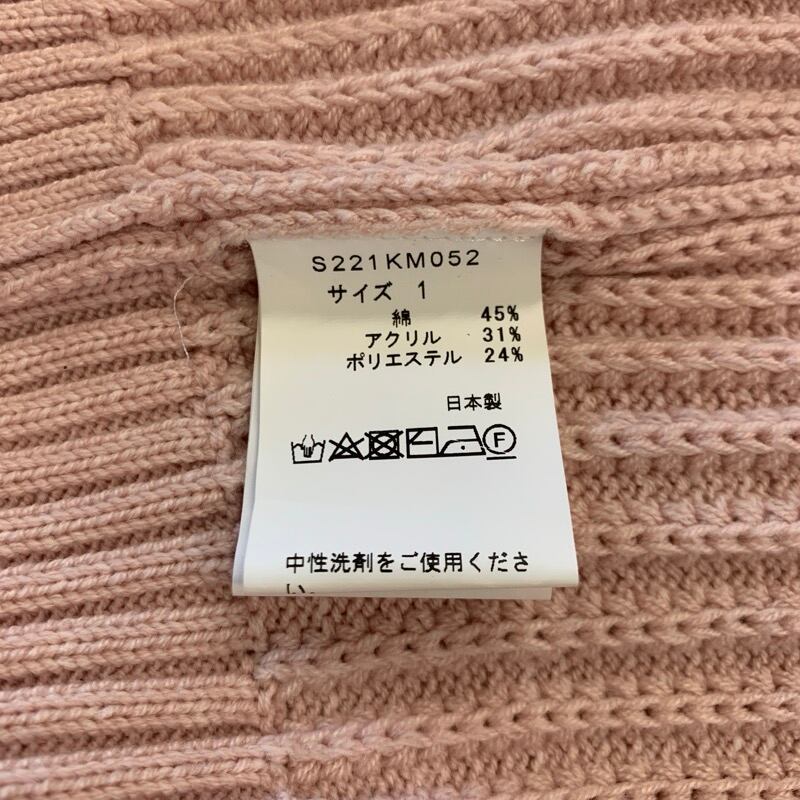 S221KM052
サイズ 1
綿 45%
アクリル 31%
ポリエステル 24%
日本製
F
中性洗剤をご使用くださ
い。